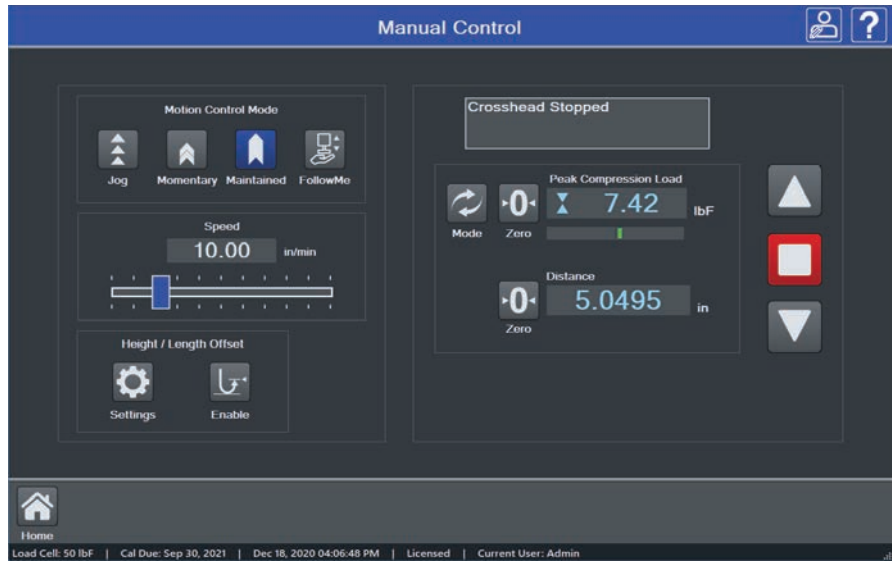 Manual Control
?
Motion Control Mode
Jog Momentary Maintained FollowMe
Speed
10.00 in/min
Height / Length Offset
Settings Enable
Crosshead Stopped
Peak Compression Load
0 7.42 lbF
Mode Zero
Distance
0 5.0495 in
Zero
Home
Load Cell: 50 lbF | Cal Due: Sep 30, 2021 | Dec 18, 2020 04:06:48 PM | Licensed | Current User: Admin